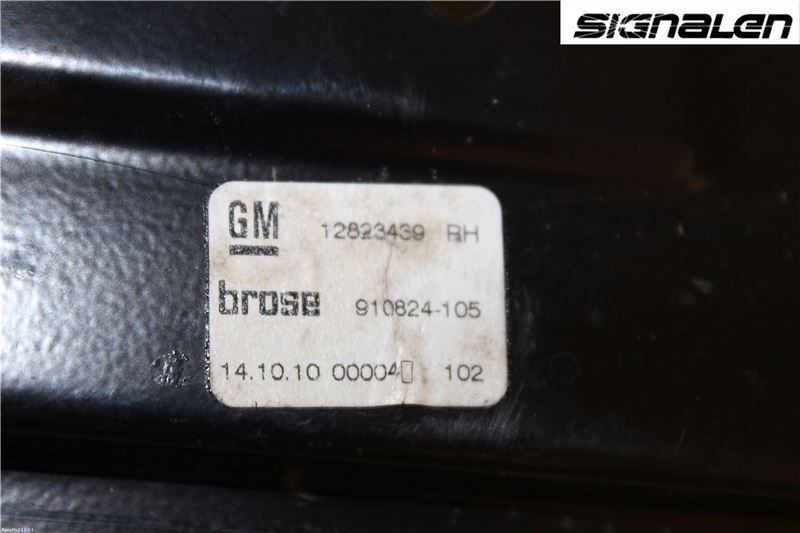 SIGNALEN
GM 12823439 RH
brose 910824-105
14.10.10 00004 102